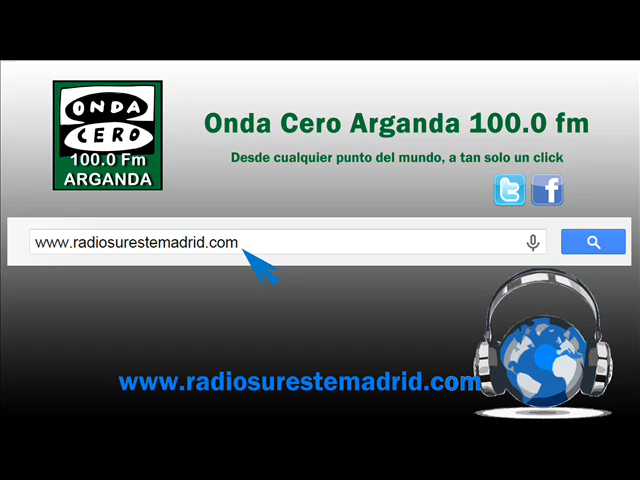 ONDA
CERO
100.0 Fm
ARGANDA
Onda Cero Arganda 100.0 fm
Desde cualquier punto del mundo, a tan solo un click
www.radiosurestemadrid.com
www.radiosurestemadrid.com